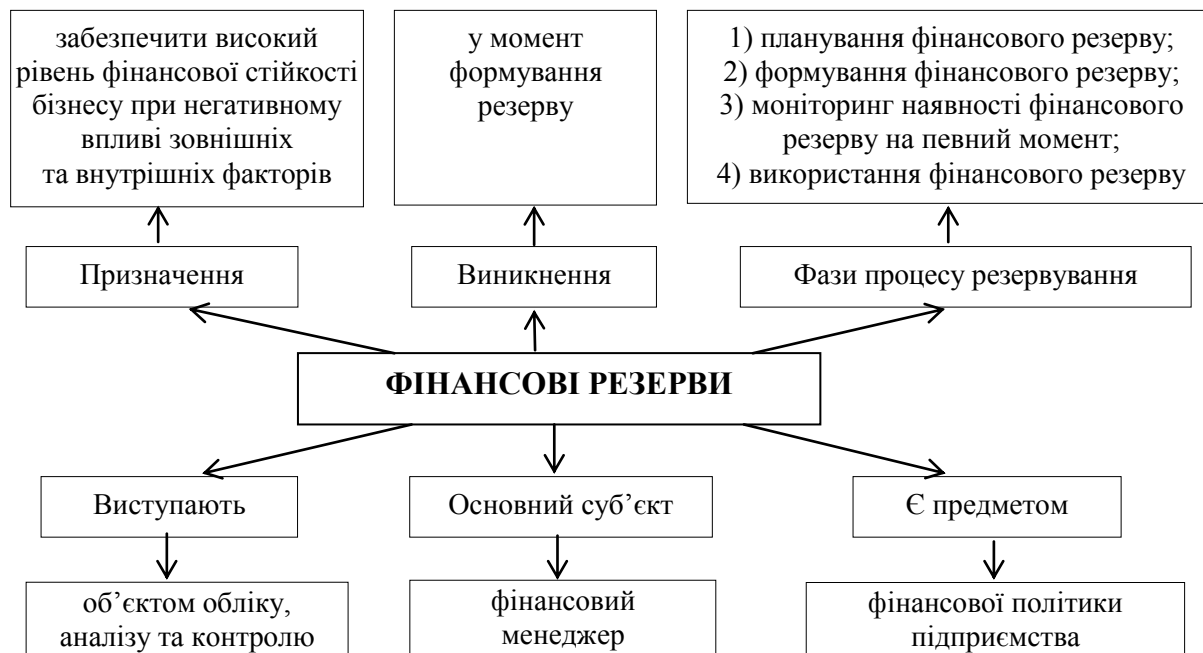 забезпечити високий
рівень фінансової стійкості
бізнесу при негативному
впливі зовнішніх
та внутрішніх факторів
у момент
формування
резерву
1) планування фінансового резерву;
2) формування фінансового резерву;
3) моніторинг наявності фінансового
резерву на певний момент;
4) використання фінансового резерву
Призначення
Виникнення
Фази процесу резервування
ФІНАНСОВІ РЕЗЕРВИ
Виступають
Основний суб’єкт
Є предметом
об’єктом обліку,
аналізу та контролю
фінансовий
менеджер
фінансової політики
підприємства